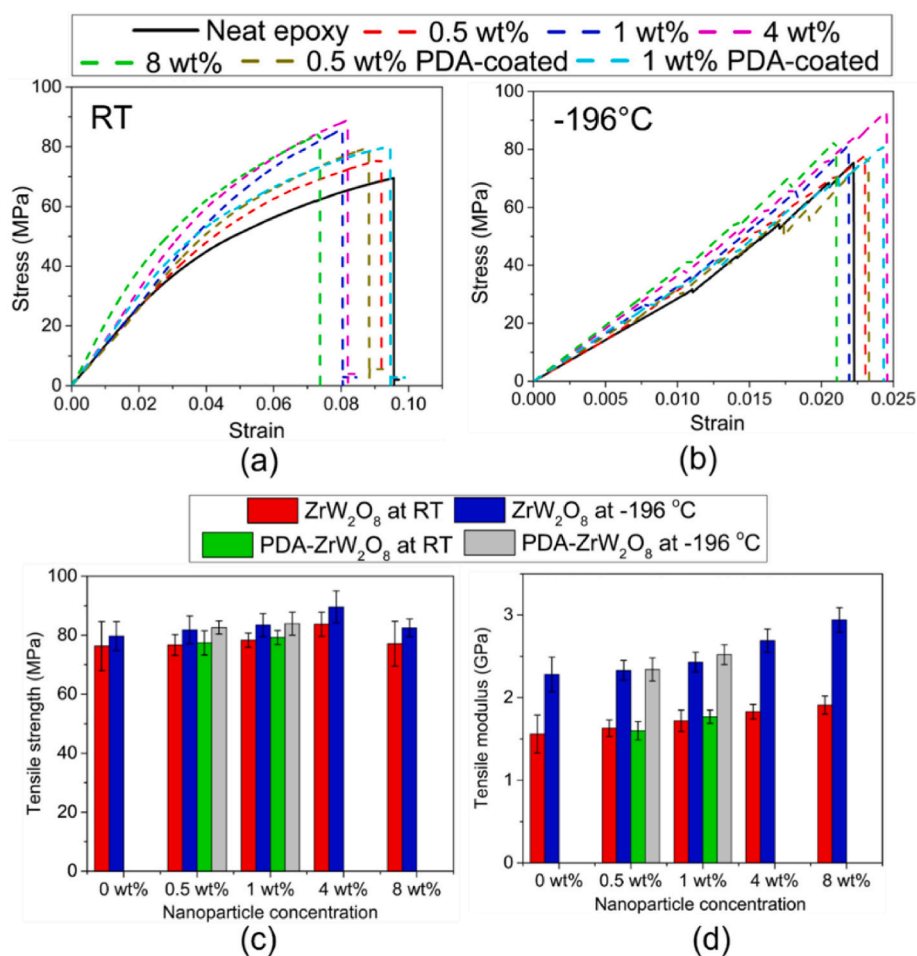 Neat epoxy 0.5 wt% 1 wt% 4 wt%
8 wt% 0.5 wt% PDA-coated 1 wt% PDA-coated
RT
100
80
60
40
20
0
Stress (MPa)
0.00 0.02 0.04 0.06 0.08 0.10
Strain
(a)
-196°C
100
80
60
40
20
0
Stress (MPa)
0.000 0.005 0.010 0.015 0.020 0.025
Strain
(b)
ZrW₂O₈ at RT ZrW₂O₈ at -196 °C
PDA-ZrW₂O₈ at RT PDA-ZrW₂O₈ at -196 °C
100
80
60
40
20
0
Tensile strength (MPa)
0 wt% 0.5 wt% 1 wt% 4 wt% 8 wt%
Nanoparticle concentration
(c)
3
2
1
0
Tensile modulus (GPa)
0 wt% 0.5 wt% 1 wt% 4 wt% 8 wt%
Nanoparticle concentration
(d)